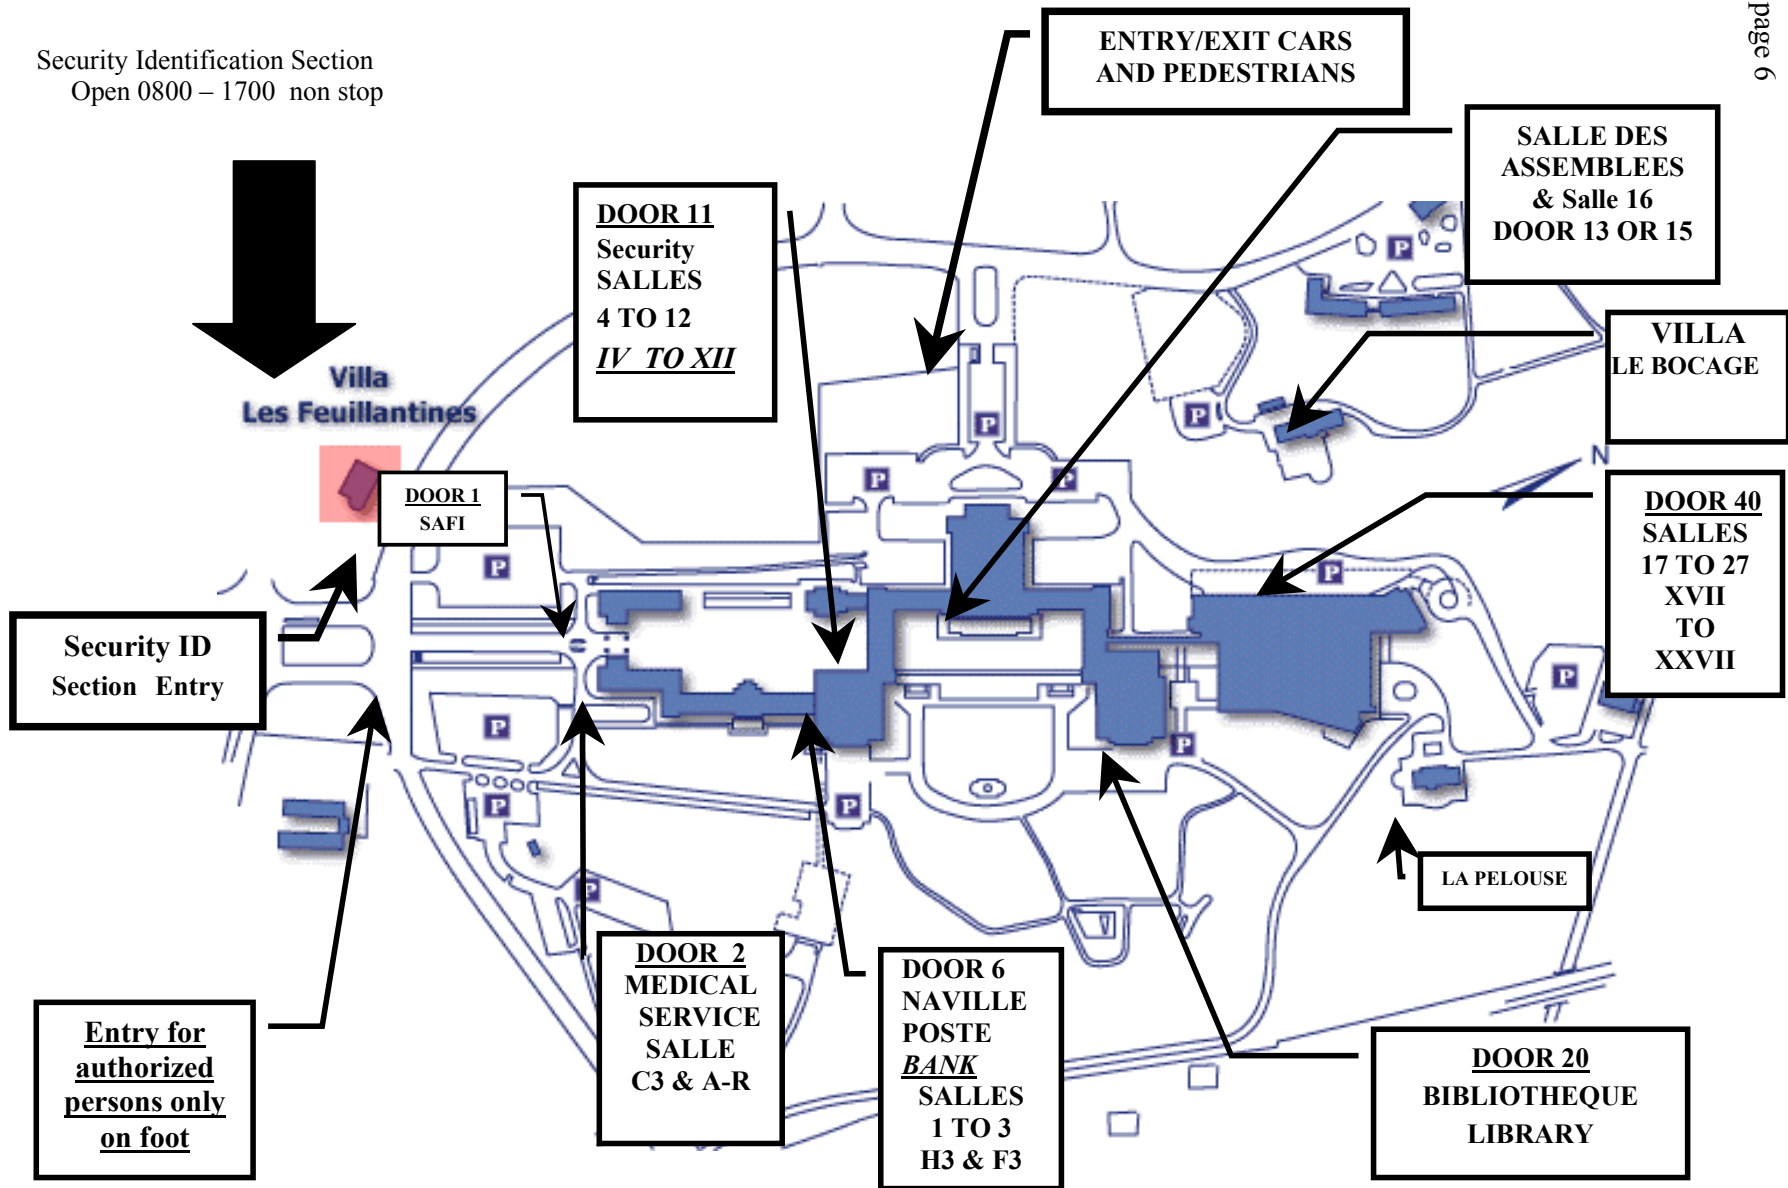 page 6
Security Identification Section
Open 0800 – 1700 non stop
ENTRY/EXIT CARS
AND PEDESTRIANS
SALLE DES
ASSEMBLEES
& Salle 16
DOOR 13 OR 15
DOOR 11
Security
SALLES
4 TO 12
IV TO XII
VILLA
LE BOCAGE
Villa
Les Feuillantines
N
DOOR 1
SAFI
DOOR 40
SALLES
17 TO 27
XVII
TO
XXVII
P
P
P
P
P
P
P
P
P
P
P
P
P
P
Security ID
Section Entry
LA PELOUSE
DOOR 2
MEDICAL
SERVICE
SALLE
C3 & A-R
DOOR 6
NAVILLE
POSTE
BANK
SALLES
1 TO 3
H3 & F3
Entry for
authorized
persons only
on foot
DOOR 20
BIBLIOTHEQUE
LIBRARY